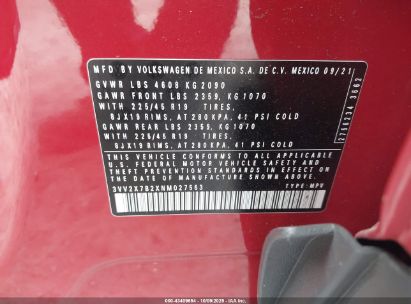 MFD BY VOLKSWAGEN DE MEXICO S.A. DE C.V. MEXICO 09/21
GVWR LBS 4608 KG 2090
GAWR FRONT LBS 2359, KG 1070
WITH 225/45 R19 TIRES,
8JX19 RIMS, AT 280 KPA, 41 PSI COLD
GAWR REAR LBS 2359, KG 1070
WITH 225/45 R19 TIRES,
8JX19 RIMS, AT 280 KPA, 41 PSI COLD
THIS VEHICLE CONFORMS TO ALL APPLICABLE
U.S. FEDERAL MOTOR VEHICLE SAFETY AND
THEFT PREVENTION STANDARDS IN EFFECT ON
THE DATE OF MANUFACTURE SHOWN ABOVE.
3VV2X7B2XNM027553
TYPE: MPV